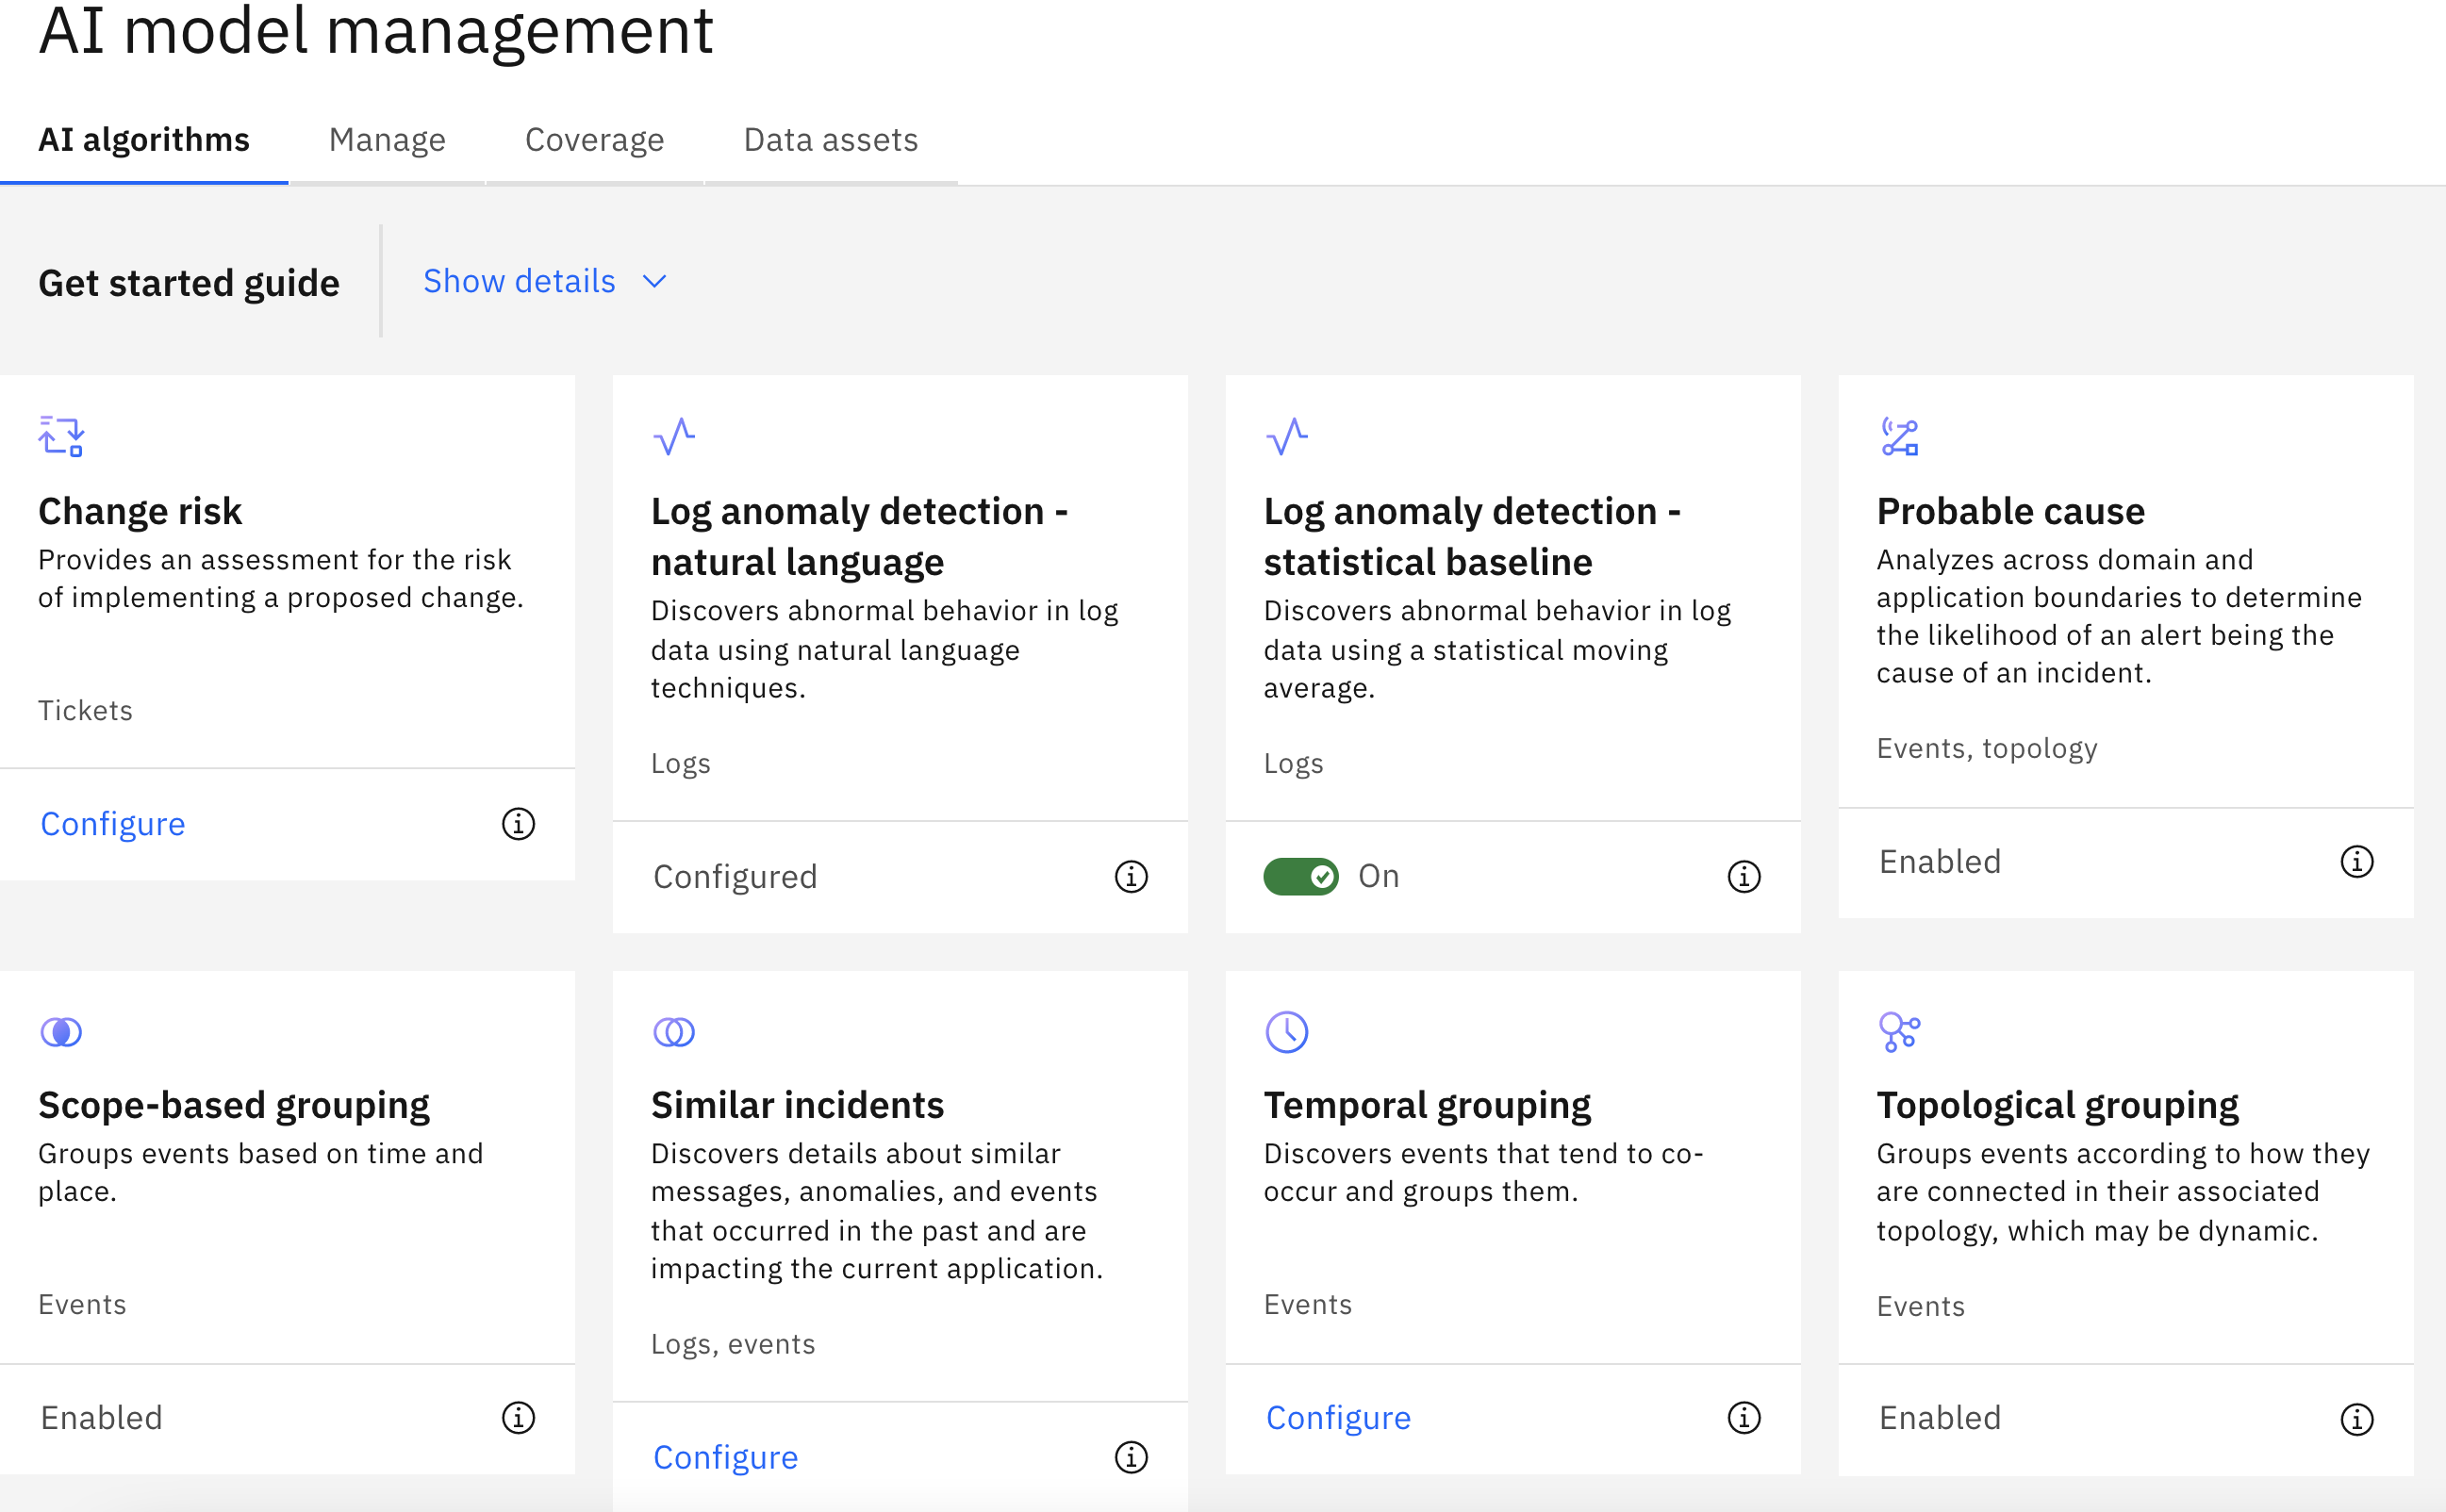 AI model management
AI algorithms
Manage
Coverage
Data assets
Get started guide
Show details
Change risk
Provides an assessment for the risk
of implementing a proposed change.
Tickets
Configure
Log anomaly detection -
natural language
Discovers abnormal behavior in log
data using natural language
techniques.
Logs
Configured
Log anomaly detection -
statistical baseline
Discovers abnormal behavior in log
data using a statistical moving
average.
Logs
On
Probable cause
Analyzes across domain and
application boundaries to determine
the likelihood of an alert being the
cause of an incident.
Events, topology
Enabled
Scope-based grouping
Groups events based on time and
place.
Events
Enabled
Similar incidents
Discovers details about similar
messages, anomalies, and events
that occurred in the past and are
impacting the current application.
Logs, events
Configure
Temporal grouping
Discovers events that tend to co-
occur and groups them.
Events
Configure
Topological grouping
Groups events according to how they
are connected in their associated
topology, which may be dynamic.
Events
Enabled